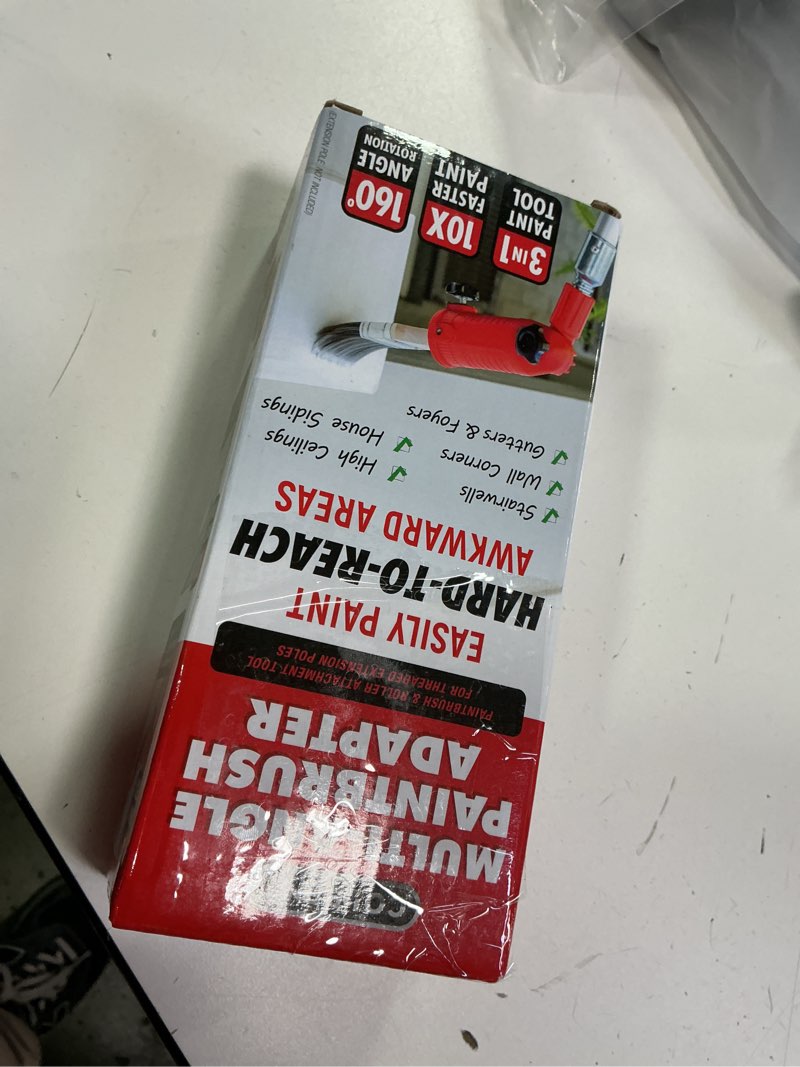 MULTI-ANGLE
PAINTBRUSH
ADAPTER
PAINTBRUSH & ROLLER ATTACHMENT TOOL
FOR THREADED EXTENSION POLES
EASILY PAINT
HARD-TO-REACH
AWKWARD AREAS
Stairwells
Wall Corners
Gutters & Foyers
High Ceilings
House Sidings
3 IN 1
PAINT
TOOL
10X
FASTER
PAINT
160°
ANGLE
ROTATION
EXTENSION POLE NOT INCLUDED